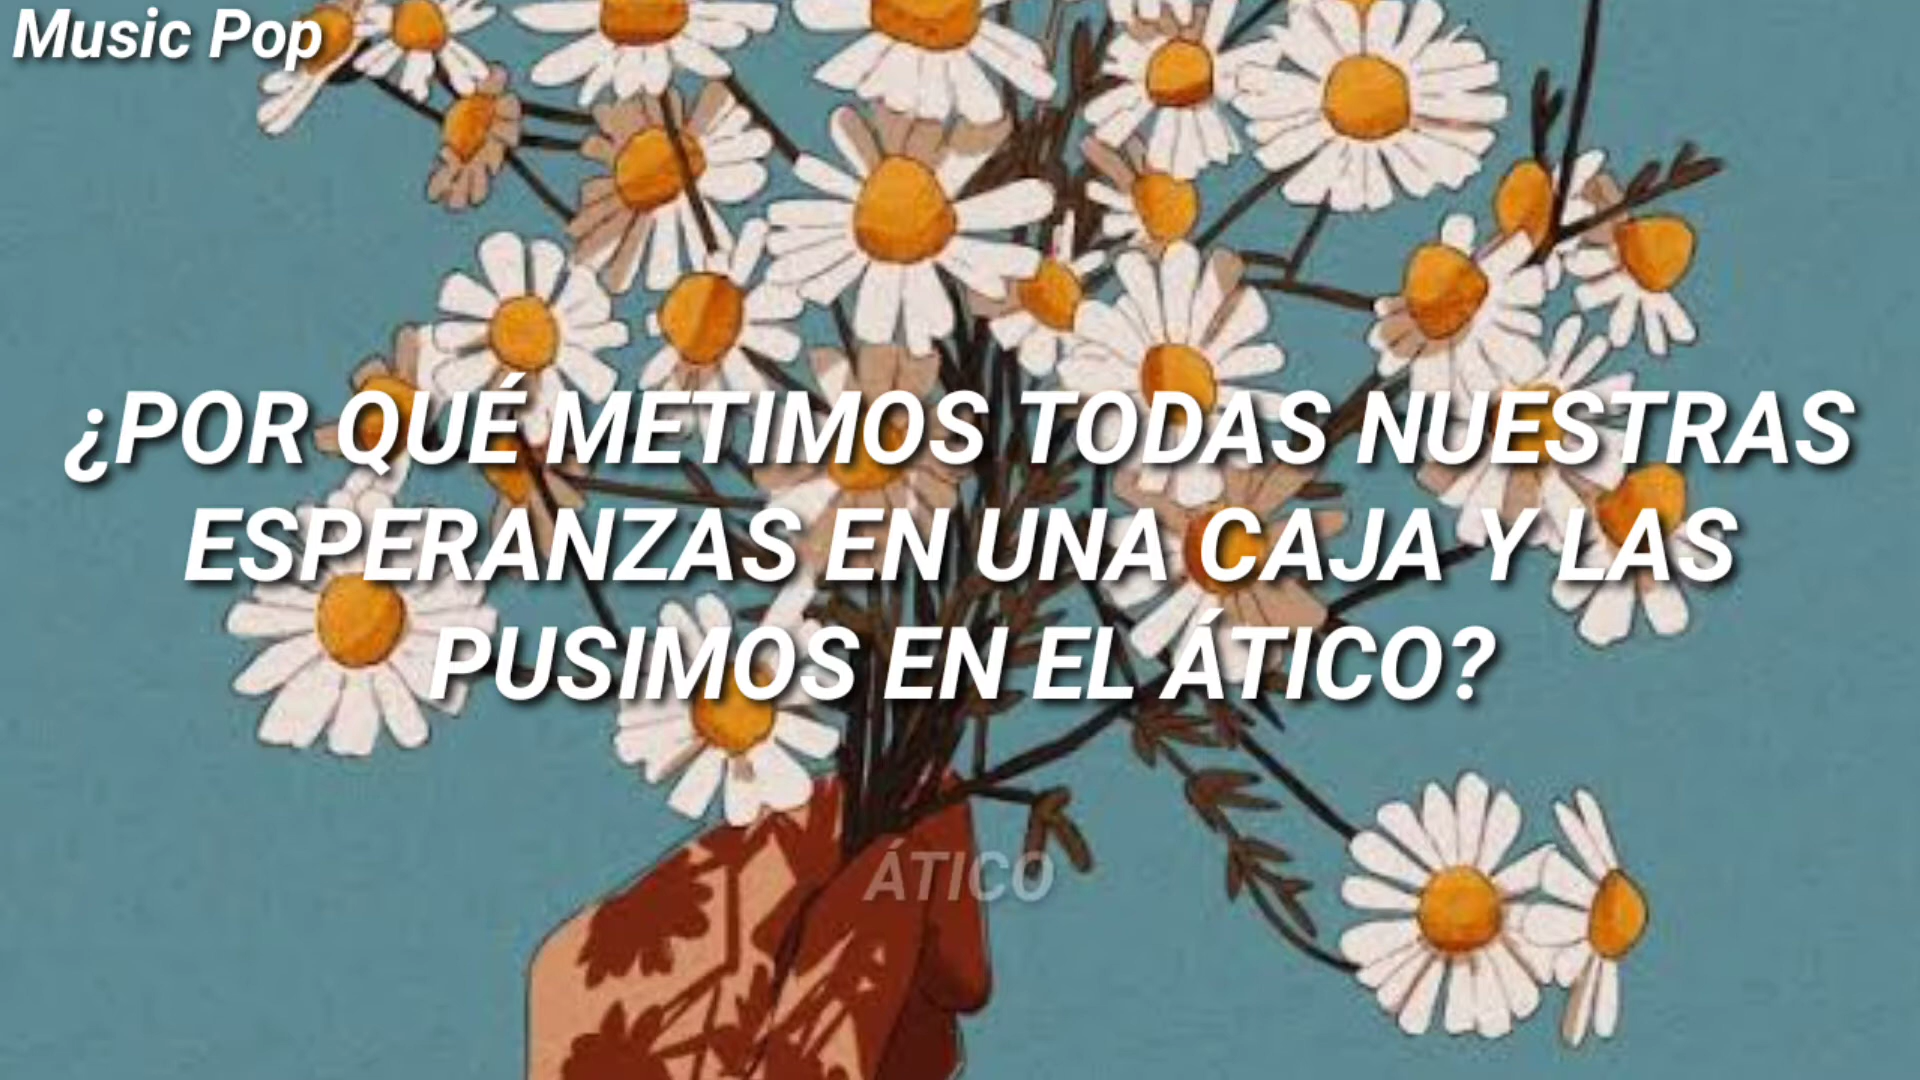 Music Pop
¿POR QUÉ METIMOS TODAS NUESTRAS
ESPERANZAS EN UNA CAJA Y LAS
PUSIMOS EN EL ÁTICO?
ÁTICO